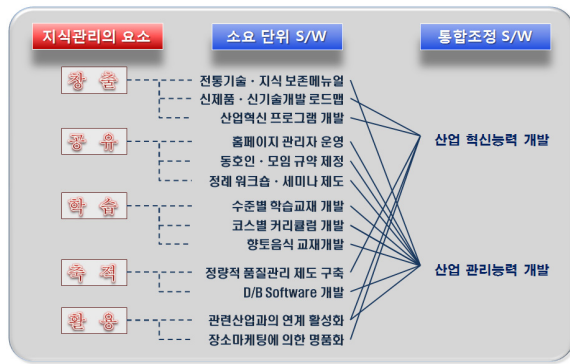 지식관리의 요소
소요 단위 S/W
통합조정 S/W
창 출
전통기술·지식 보존메뉴얼
신제품·신기술개발 로드맵
산업혁신 프로그램 개발
공 유
홈페이지 관리자 운영
동호인·모임 규약 제정
정례 워크숍·세미나 제도
학 습
수준별 학습교재 개발
코스별 커리큘럼 개발
향토음식 교재개발
축 적
정량적 품질관리 제도 구축
D/B Software 개발
활 용
관련산업과의 연계 활성화
장소마케팅에 의한 명품화
산업 혁신능력 개발
산업 관리능력 개발